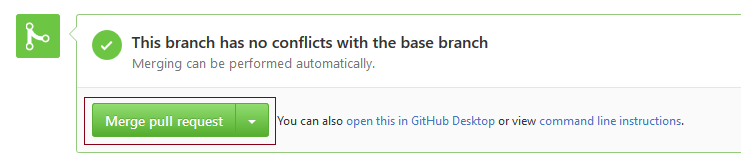 This branch has no conflicts with the base branch
Merging can be performed automatically.
Merge pull request
You can also open this in GitHub Desktop or view command line instructions.